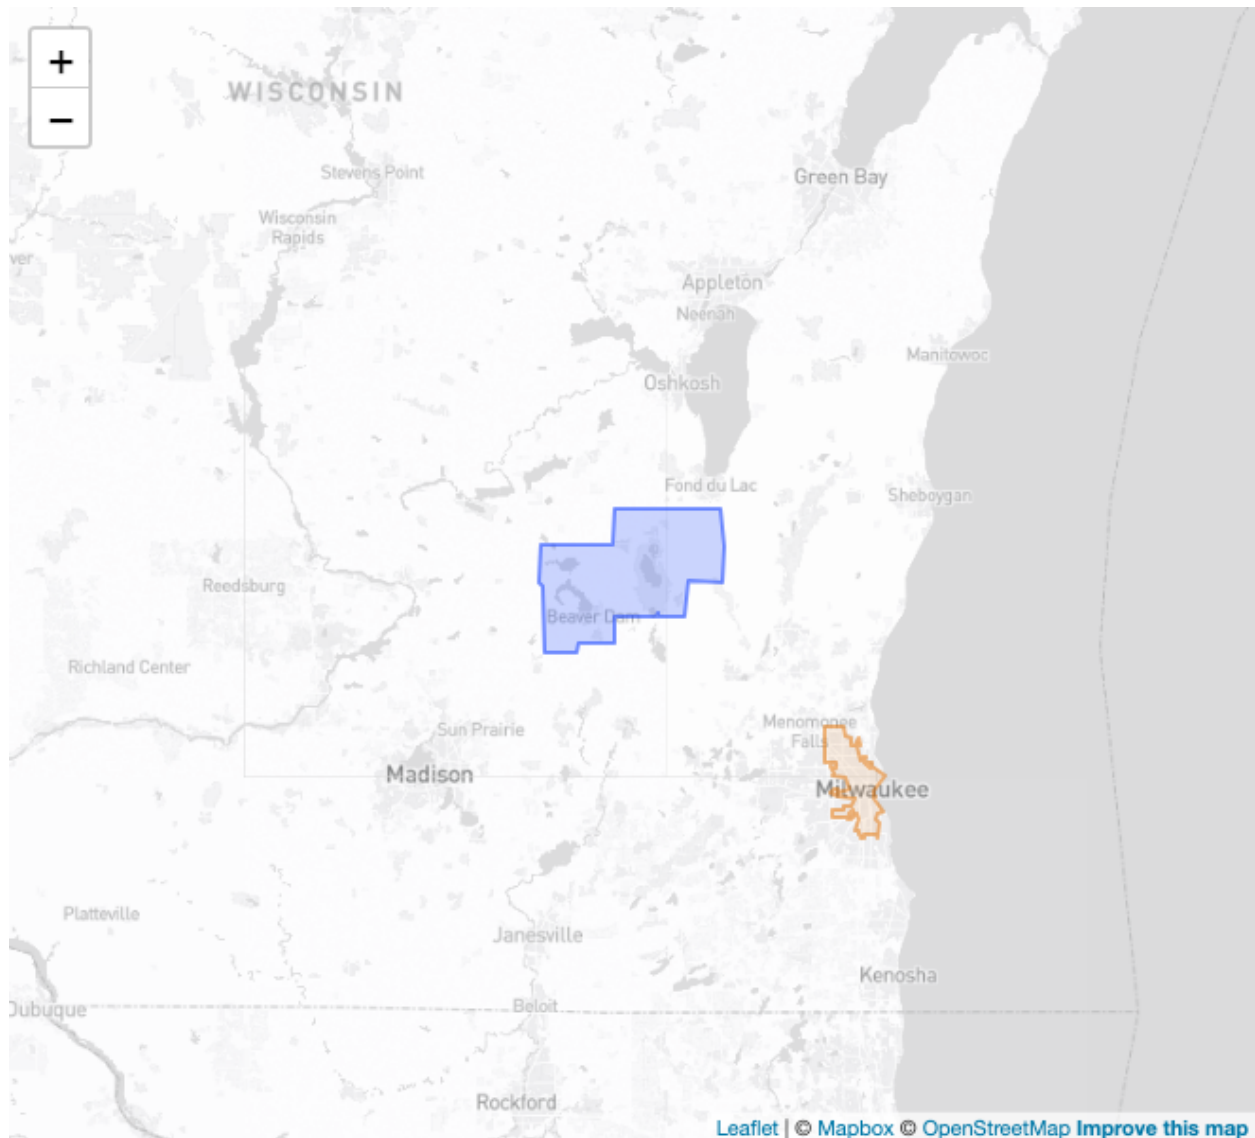 +
−
WISCONSIN
Stevens Point
Green Bay
Wisconsin
Rapids
ver
Appleton
Neenah
Manitowoc
Oshkosh
Fond du Lac
Sheboygan
Reedsburg
Beaver Dam
Richland Center
Menomonee
Falls
Sun Prairie
Madison
Milwaukee
Platteville
Janesville
Kenosha
Beloit
Dubuque
Rockford
Leaflet | © Mapbox © OpenStreetMap Improve this map